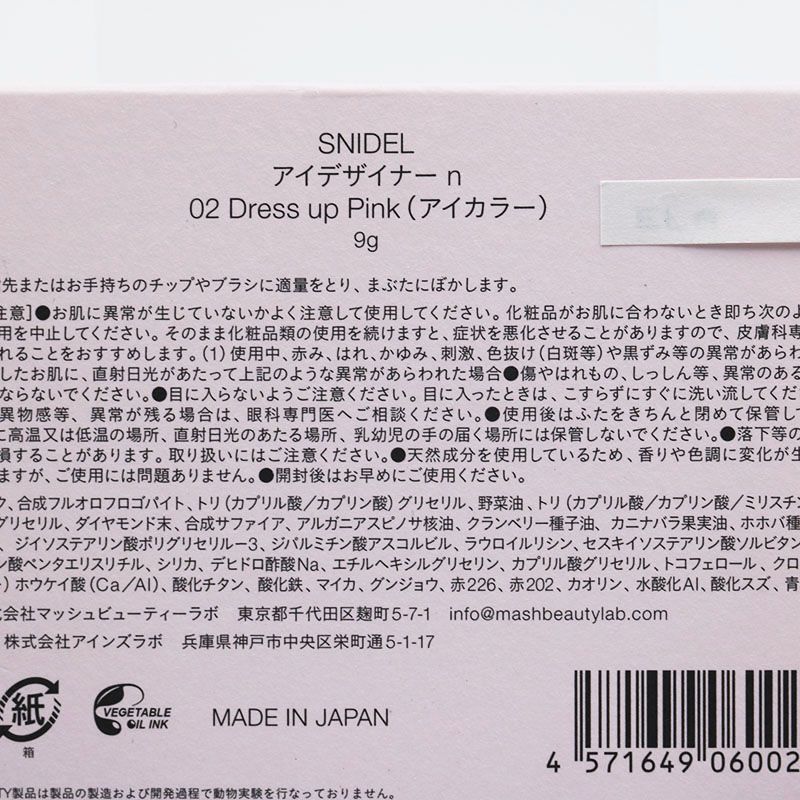 SNIDEL
アイデザイナー n
02 Dress up Pink（アイカラー）
9g
先またはお手持ちのチップやブラシに適量をとり、まぶたにぼかします。
注意]●お肌に異常が生じていないかよく注意して使用してください。化粧品がお肌に合わないとき即ち次のよ
用を中止してください。そのまま化粧品類の使用を続けますと、症状を悪化させることがありますので、皮膚科専
れることをおすすめします。(1)使用中、赤み、はれ、かゆみ、刺激、色抜け(白斑等)や黒ずみ等の異常があらわ
したお肌に、直射日光があたって上記のような異常があらわれた場合●傷やはれもの、しっしん等、異常のある
ならないでください。●目に入らないようご注意ください。目に入ったときは、こすらずにすぐに洗い流してくだ
異物感等、異常が残る場合は、眼科専門医へご相談ください。●使用後はふたをきちんと閉めて保管して
に高温又は低温の場所、直射日光のあたる場所、乳幼児の手の届く場所には保管しないでください。●落下等の
損することがあります。取り扱いにはご注意ください。●天然成分を使用しているため、香りや色調に変化が生
ますが、ご使用には問題ありません。●開封後はお早めにご使用ください。
ク、合成フルオロフロゴパイト、トリ(カプリル酸／カプリン酸)グリセリル、野菜油、トリ(カプリル酸／カプリン酸／ミリスチン
グリセリル、ダイヤモンド末、合成サファイア、アルガニアスピノサ核油、クランベリー種子油、カニナバラ果実油、ホホバ種
、ジイソステアリン酸ポリグリセリル-3、ジパルミチン酸アスコルビル、ラウロイルリシン、セスキイソステアリン酸ソルビタン
ン酸ペンタエリスリチル、シリカ、デヒドロ酢酸Na、エチルヘキシルグリセリン、カプリル酸グリセリル、トコフェロール、クロ
-)ホウケイ酸(Ca/Al)、酸化チタン、酸化鉄、マイカ、グンジョウ、赤226、赤202、カオリン、水酸化Al、酸化スズ、青
式会社マッシュビューティーラボ 東京都千代田区麹町5-7-1 info@mashbeautylab.com
株式会社アインズラボ 兵庫県神戸市中央区栄町通5-1-17
紙
箱
VEGETABLE
OIL INK
MADE IN JAPAN
4 571649 06002
TY製品は製品の製造および開発過程で動物実験を行なっておりません。